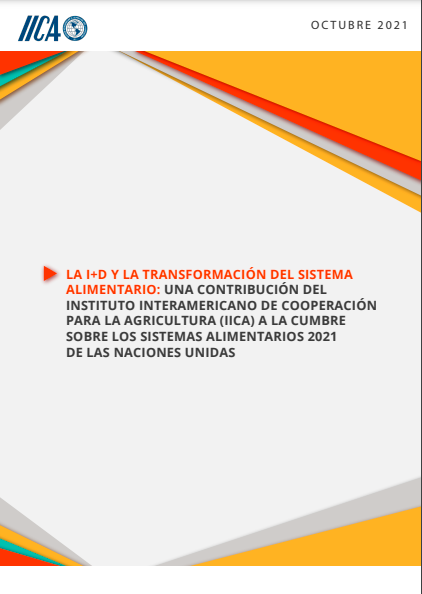 IICA
OCTUBRE 2021
LA I+D Y LA TRANSFORMACIÓN DEL SISTEMA
ALIMENTARIO: UNA CONTRIBUCIÓN DEL
INSTITUTO INTERAMERICANO DE COOPERACIÓN
PARA LA AGRICULTURA (IICA) A LA CUMBRE
SOBRE LOS SISTEMAS ALIMENTARIOS 2021
DE LAS NACIONES UNIDAS